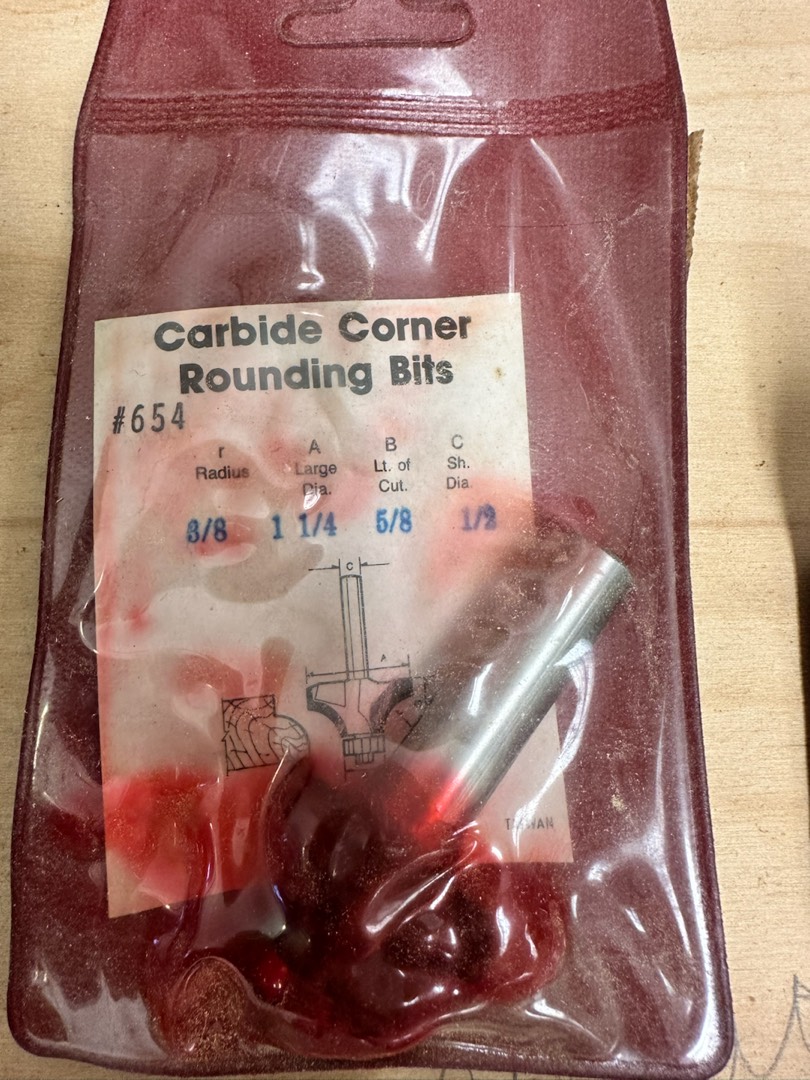 Carbide Corner
Rounding Bits
#654
r A B C
Radius Large Lt. of Sh.
Dia. Cut. Dia.
3/8 1 1/4 5/8 1/2
C
A
TAIWAN